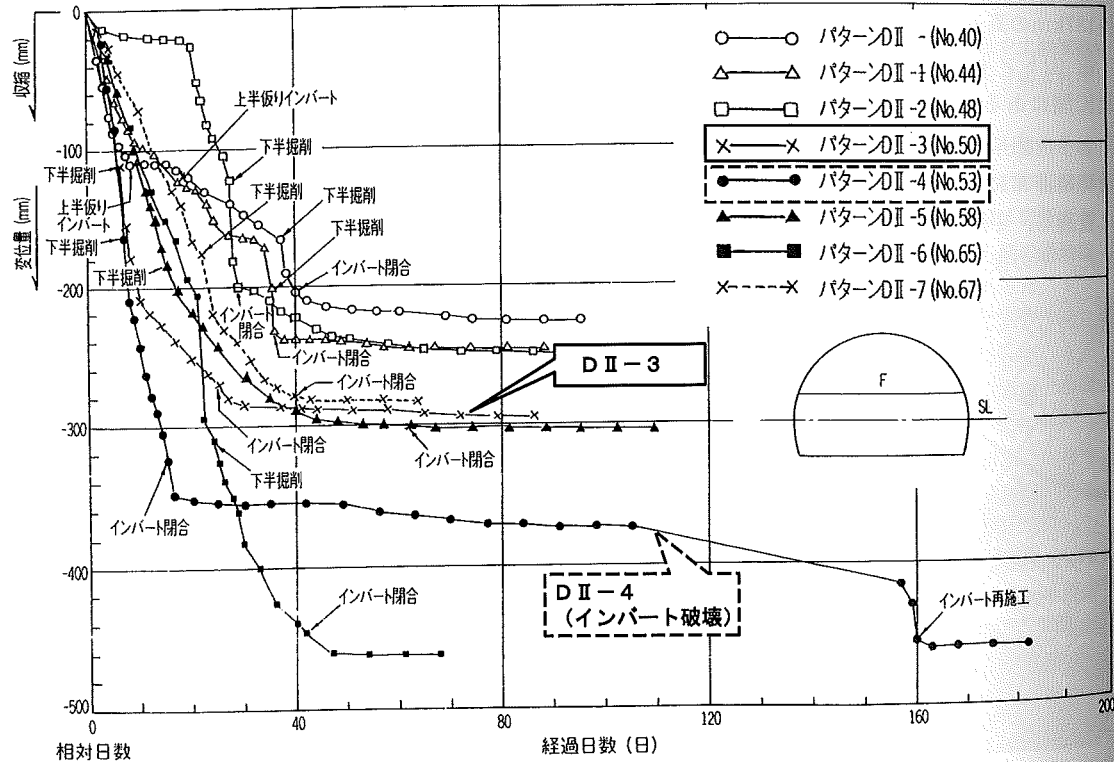 0
-100
-200
-300
-400
-500
収縮 (mm)
変位量 (mm)
0
40
80
120
160
200
相対日数
経過日数 (日)
パターンDⅡ - (No.40)
パターンDⅡ -1 (No.44)
パターンDⅡ -2 (No.48)
パターンDⅡ -3 (No.50)
パターンDⅡ -4 (No.53)
パターンDⅡ -5 (No.58)
パターンDⅡ -6 (No.65)
パターンDⅡ -7 (No.67)
上半仮りインバート
下半掘削
下半掘削
下半掘削
下半掘削
下半掘削
上半仮り
インバート
下半掘削
下半掘削
インバート閉合
インバート
閉合
インバート閉合
インバート閉合
インバート閉合
インバート閉合
下半掘削
インバート閉合
インバート閉合
DⅡ-3
DⅡ-4
(インバート破壊)
インバート再施工
F
SL